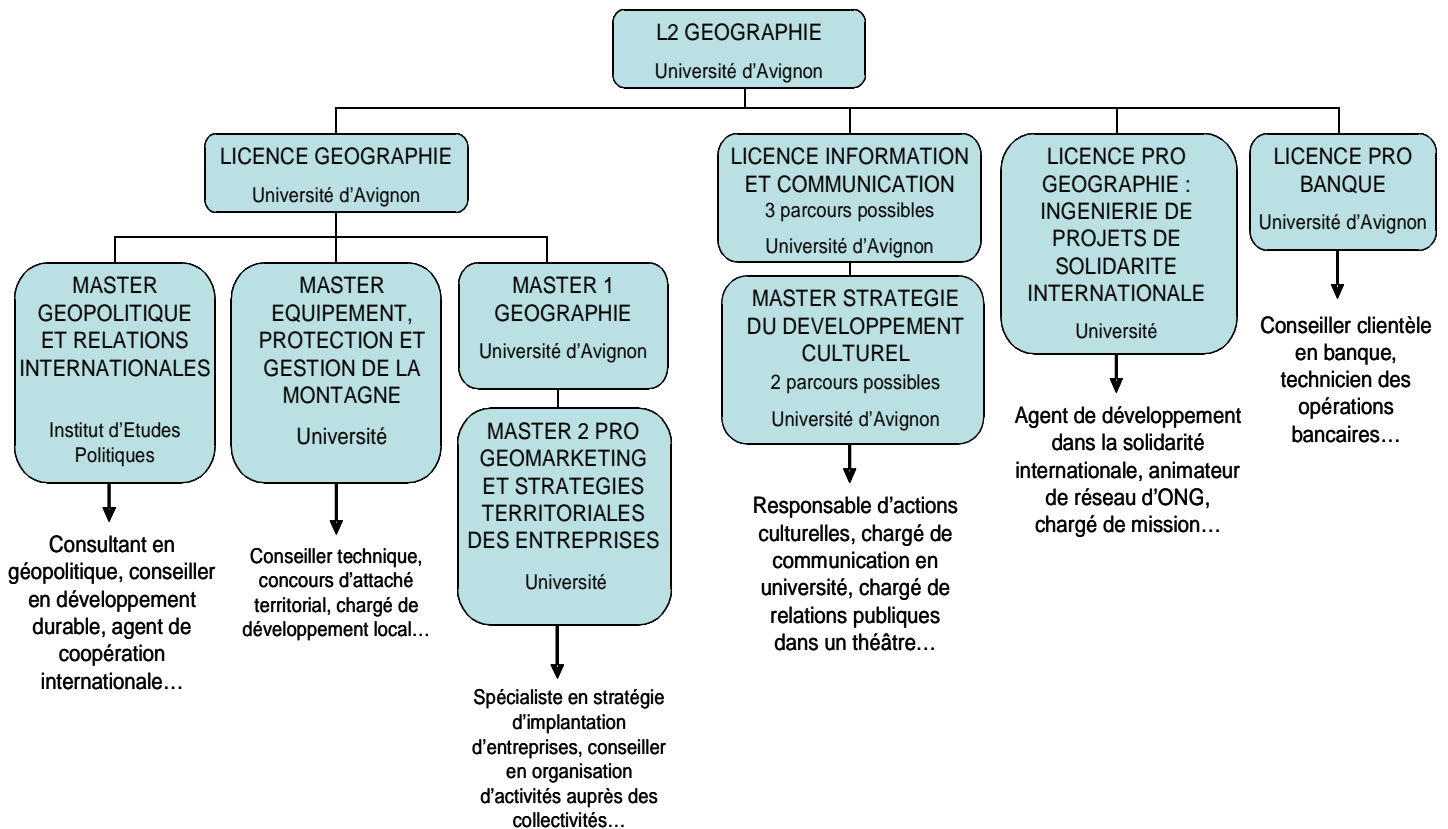 L2 GEOGRAPHIE
Université d'Avignon
LICENCE GEOGRAPHIE
Université d'Avignon
LICENCE INFORMATION
ET COMMUNICATION
3 parcours possibles
Université d'Avignon
LICENCE PRO
GEOGRAPHIE :
INGENIERIE DE
PROJETS DE
SOLIDARITE
INTERNATIONALE
Université
LICENCE PRO
BANQUE
Université d'Avignon
MASTER
GEOPOLITIQUE
ET RELATIONS
INTERNATIONALES
Institut d'Etudes
Politiques
MASTER
EQUIPEMENT,
PROTECTION ET
GESTION DE LA
MONTAGNE
Université
MASTER 1
GEOGRAPHIE
Université d'Avignon
MASTER STRATEGIE
DU DEVELOPPEMENT
CULTUREL
2 parcours possibles
Université d'Avignon
MASTER 2 PRO
GEOMARKETING
ET STRATEGIES
TERRITORIALES
DES ENTREPRISES
Université
Consultant en
géopolitique, conseiller
en développement
durable, agent de
coopération
internationale…
Conseiller technique,
concours d'attaché
territorial, chargé de
développement local…
Spécialiste en stratégie
d'implantation
d'entreprises, conseiller
en organisation
d'activités auprès des
collectivités…
Responsable d'actions
culturelles, chargé de
communication en
université, chargé de
relations publiques
dans un théâtre…
Agent de développement
dans la solidarité
internationale, animateur
de réseau d'ONG,
chargé de mission…
Conseiller clientèle
en banque,
technicien des
opérations
bancaires…